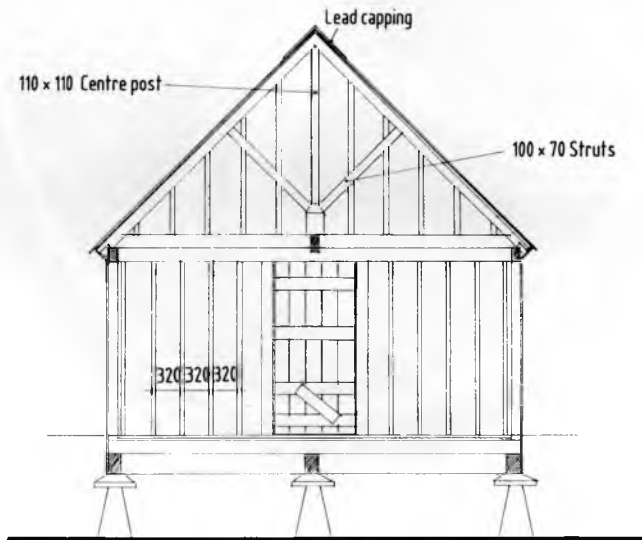 Lead capping
110 × 110 Centre post
100 × 70 Struts
320 320 320